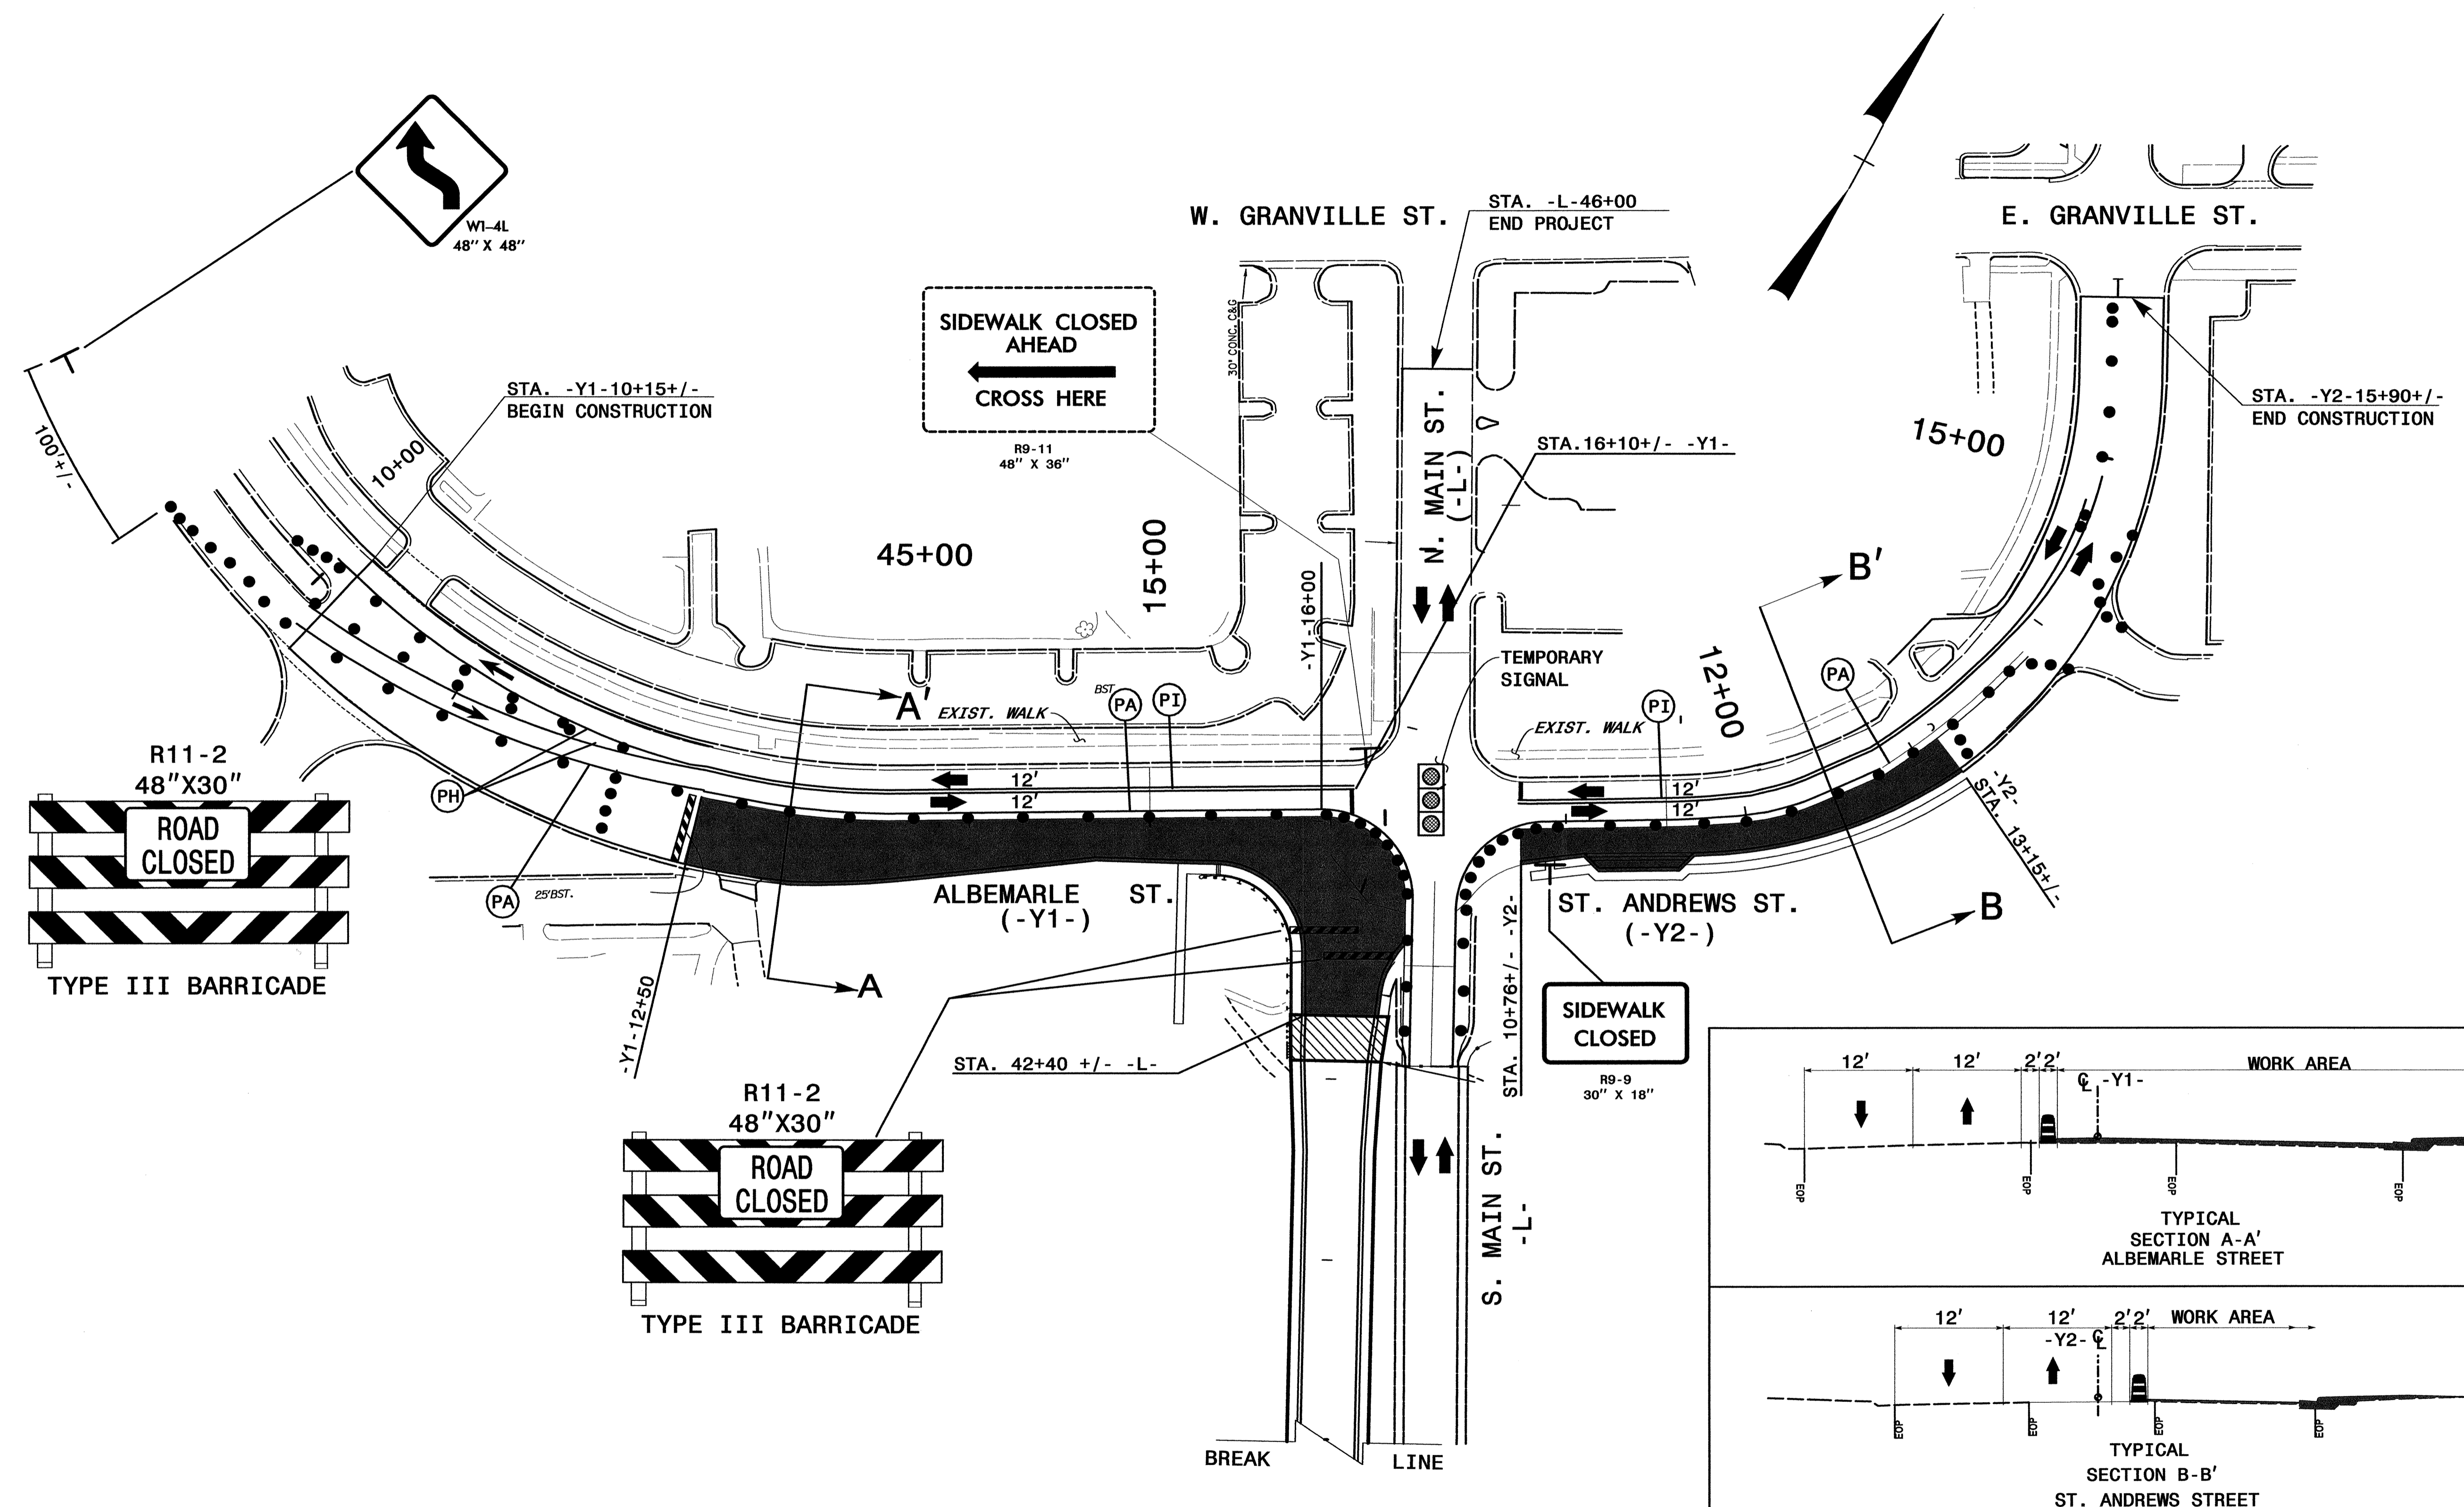 W1-4L
48" X 48"
100'+/-
STA. -Y1-10+15+/-
BEGIN CONSTRUCTION
10+00
SIDEWALK CLOSED
AHEAD
CROSS HERE
R9-11
48" X 36"
W. GRANVILLE ST.
STA. -L-46+00
END PROJECT
E. GRANVILLE ST.
30' CONC. C&G
N. MAIN ST.
(-L-)
STA.16+10+/- -Y1-
STA. -Y2-15+90+/-
END CONSTRUCTION
15+00
45+00
15+00
-Y1-16+00
12+00
B'
TEMPORARY
SIGNAL
A'
EXIST. WALK
BST
PA
PI
EXIST. WALK
PI
PA
12'
12'
12'
12'
PH
PA
25'BST.
R11-2
48"X30"
ROAD
CLOSED
TYPE III BARRICADE
-Y1-12+50
A
ALBEMARLE ST.
(-Y1-)
ST. ANDREWS ST.
(-Y2-)
-Y2-
STA. 13+15+/-
B
STA. 10+76+/- -Y2-
SIDEWALK
CLOSED
R9-9
30" X 18"
STA. 42+40 +/- -L-
R11-2
48"X30"
ROAD
CLOSED
TYPE III BARRICADE
S. MAIN ST.
-L-
BREAK LINE
12' 12' 2' 2' WORK AREA
℄ -Y1-
EOP EOP EOP EOP
TYPICAL
SECTION A-A'
ALBEMARLE STREET
12' 12' 2' 2' WORK AREA
-Y2- ℄
EOP EOP EOP EOP
TYPICAL
SECTION B-B'
ST. ANDREWS STREET